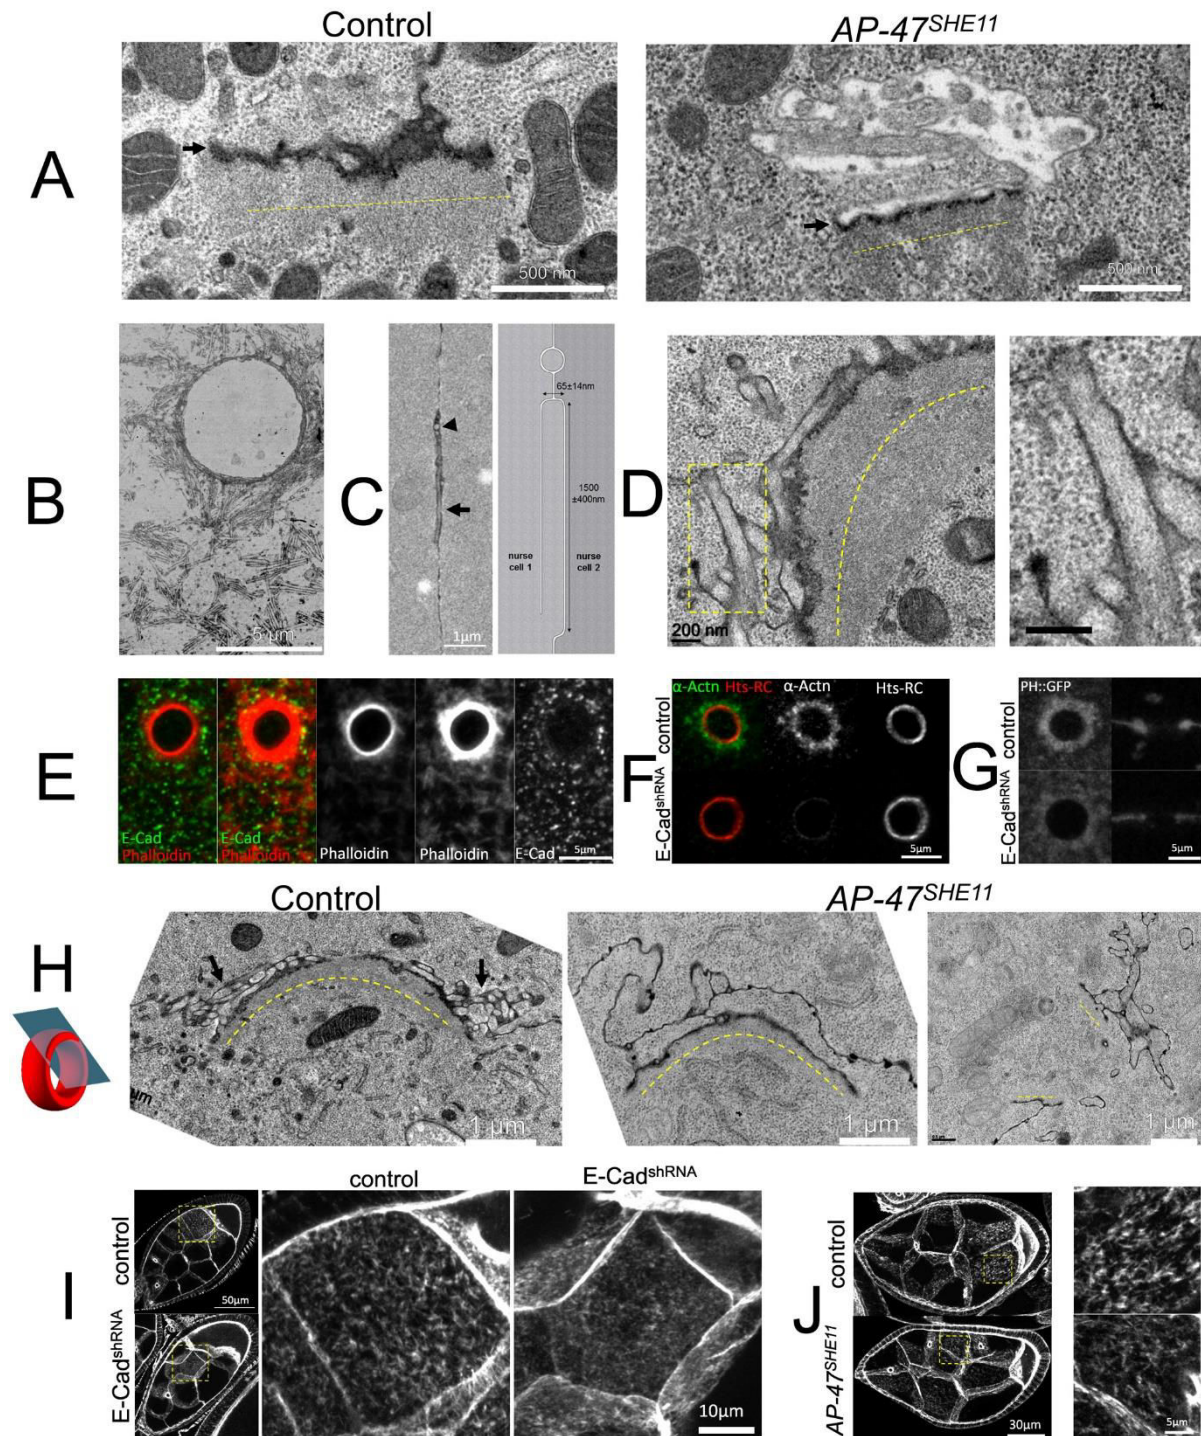 Control
AP-47SHE11
A
500 nm
500 nm
B
5 µm
C
1µm
65±14nm
1500
±400nm
nurse
cell 1
nurse
cell 2
D
200 nm
E
E-Cad
Phalloidin
E-Cad
Phalloidin
Phalloidin
Phalloidin
E-Cad
5µm
F
control
E-CadshRNA
α-Actn Hts-RC
α-Actn
Hts-RC
5µm
G
control
E-CadshRNA
PH::GFP
5µm
Control
AP-47SHE11
H
1 µm
1 µm
1 µm
control
E-CadshRNA
I
control
E-CadshRNA
50µm
10µm
J
control
AP-47SHE11
30µm
5µm